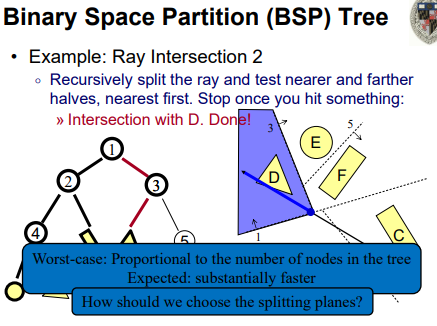 Binary Space Partition (BSP) Tree
• Example: Ray Intersection 2
◦ Recursively split the ray and test nearer and farther
halves, nearest first. Stop once you hit something:
» Intersection with D. Done!
3
5
E
1
F
D
2
3
C
4
5
1
Worst-case: Proportional to the number of nodes in the tree
Expected: substantially faster
How should we choose the splitting planes?